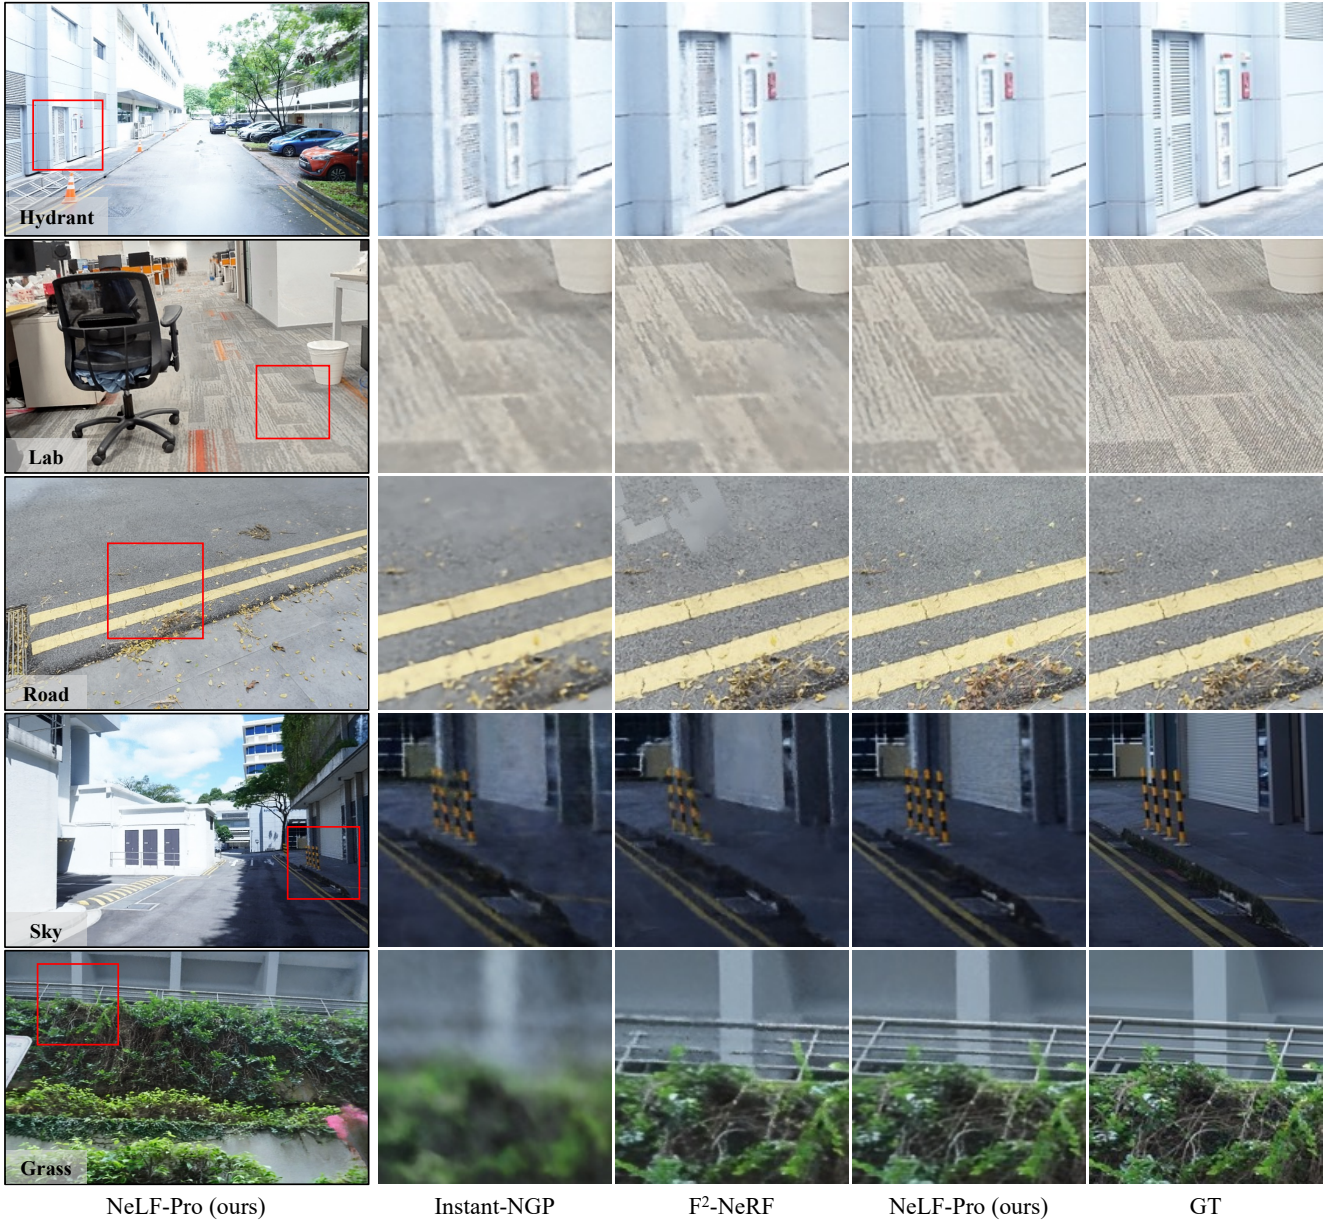 Hydrant
Lab
Road
Sky
Grass
NeLF-Pro (ours) Instant-NGP F²-NeRF NeLF-Pro (ours) GT